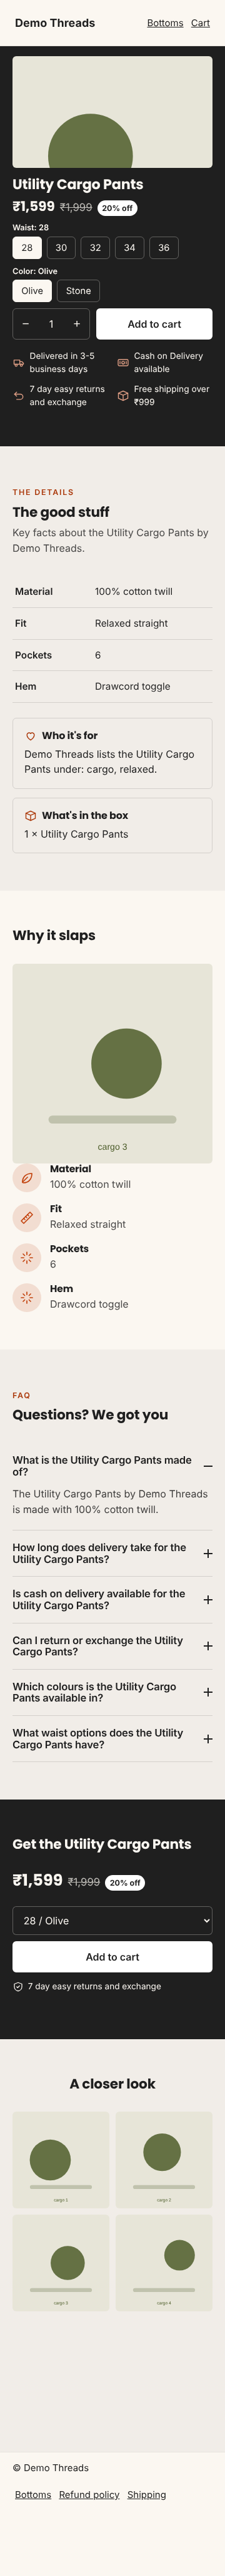 Demo Threads
Bottoms Cart
Utility Cargo Pants
₹1,599 ₹1,999 20% off
Waist: 28
28 30 32 34 36
Color: Olive
Olive Stone
− 1 + Add to cart
Delivered in 3-5
business days
Cash on Delivery
available
7 day easy returns
and exchange
Free shipping over
₹999
THE DETAILS
The good stuff
Key facts about the Utility Cargo Pants by
Demo Threads.
Material 100% cotton twill
Fit Relaxed straight
Pockets 6
Hem Drawcord toggle
Who it's for
Demo Threads lists the Utility Cargo
Pants under: cargo, relaxed.
What's in the box
1 × Utility Cargo Pants
Why it slaps
cargo 3
Material
100% cotton twill
Fit
Relaxed straight
Pockets
6
Hem
Drawcord toggle
FAQ
Questions? We got you
What is the Utility Cargo Pants made
of?
The Utility Cargo Pants by Demo Threads
is made with 100% cotton twill.
How long does delivery take for the
Utility Cargo Pants?
Is cash on delivery available for the
Utility Cargo Pants?
Can I return or exchange the Utility
Cargo Pants?
Which colours is the Utility Cargo
Pants available in?
What waist options does the Utility
Cargo Pants have?
Get the Utility Cargo Pants
₹1,599 ₹1,999 20% off
28 / Olive
Add to cart
7 day easy returns and exchange
A closer look
cargo 1
cargo 2
cargo 3
cargo 4
© Demo Threads
Bottoms Refund policy Shipping